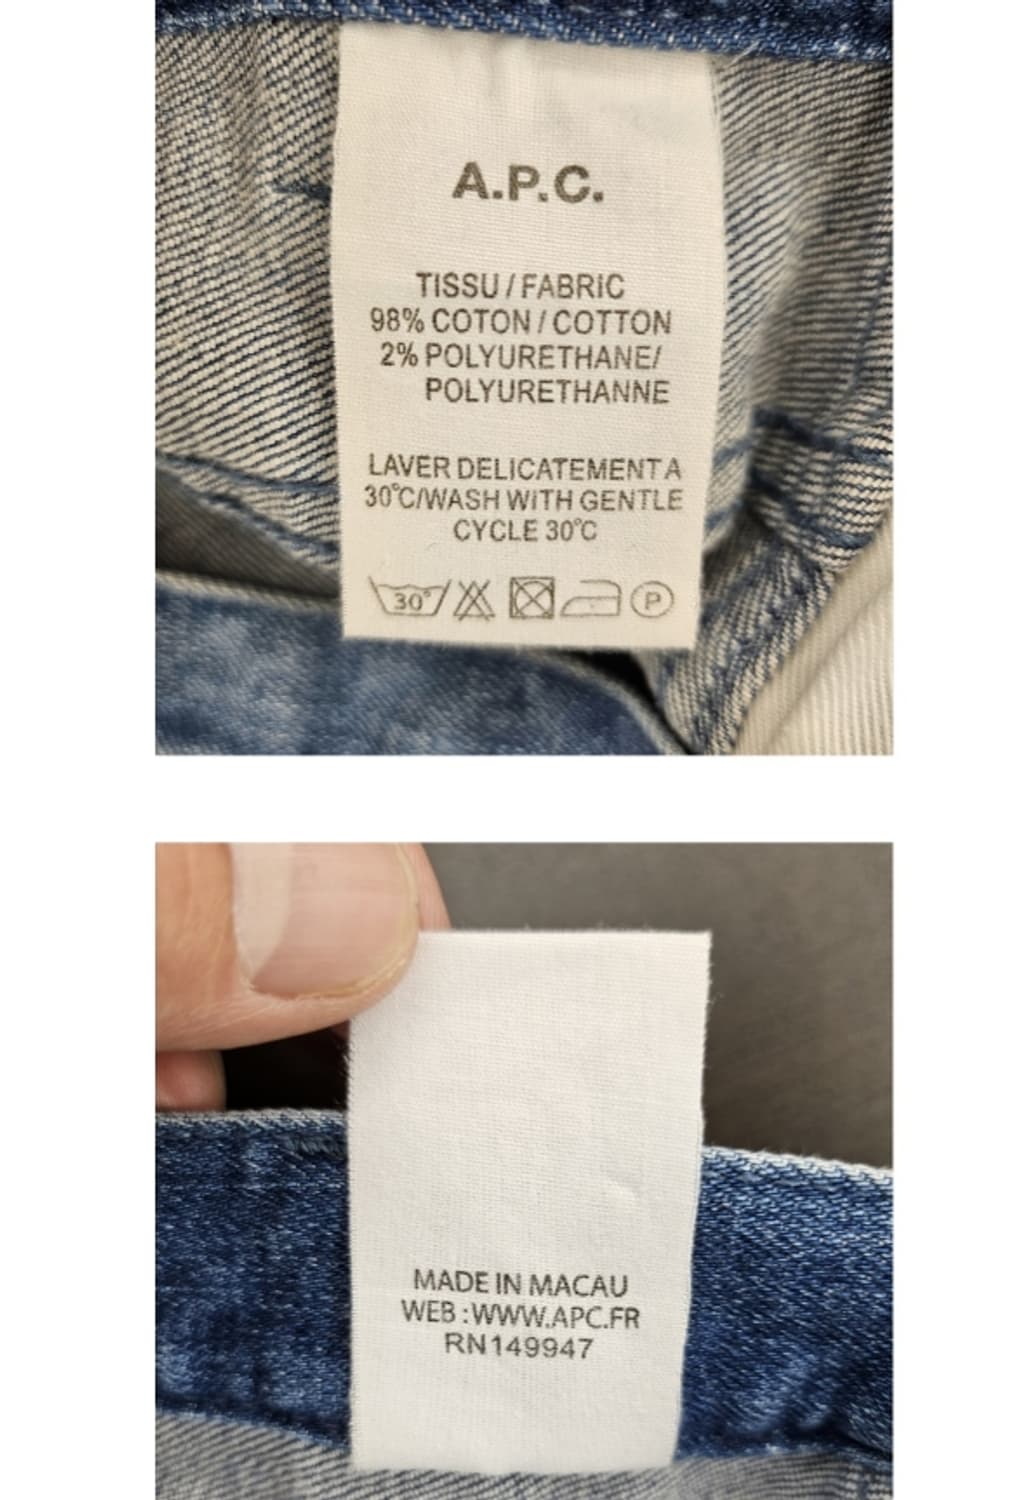 A.P.C.
TISSU / FABRIC
98% COTON / COTTON
2% POLYURETHANE/
POLYURETHANNE
LAVER DELICATEMENT A
30°C/WASH WITH GENTLE
CYCLE 30°C
30° P
MADE IN MACAU
WEB : WWW.APC.FR
RN149947